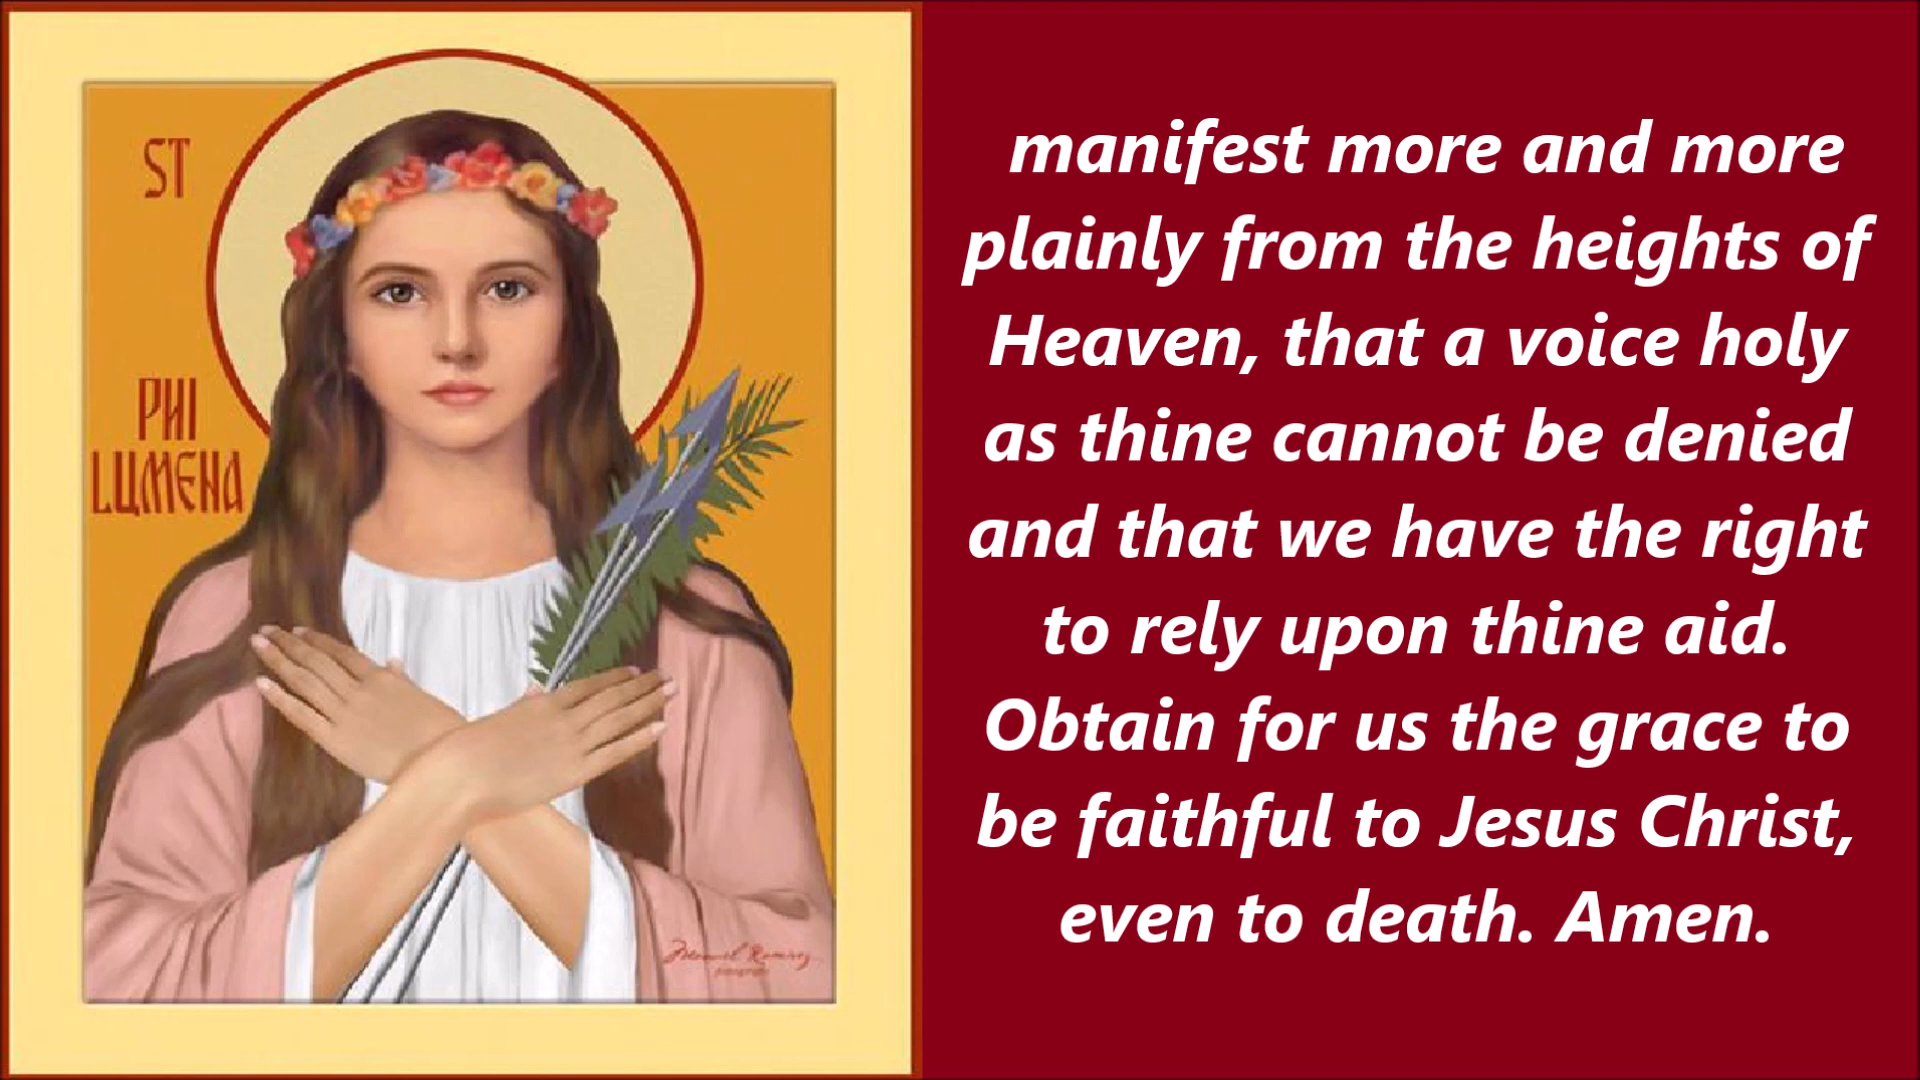 ST
PHI
LUMENA
manifest more and more
plainly from the heights of
Heaven, that a voice holy
as thine cannot be denied
and that we have the right
to rely upon thine aid.
Obtain for us the grace to
be faithful to Jesus Christ,
even to death. Amen.